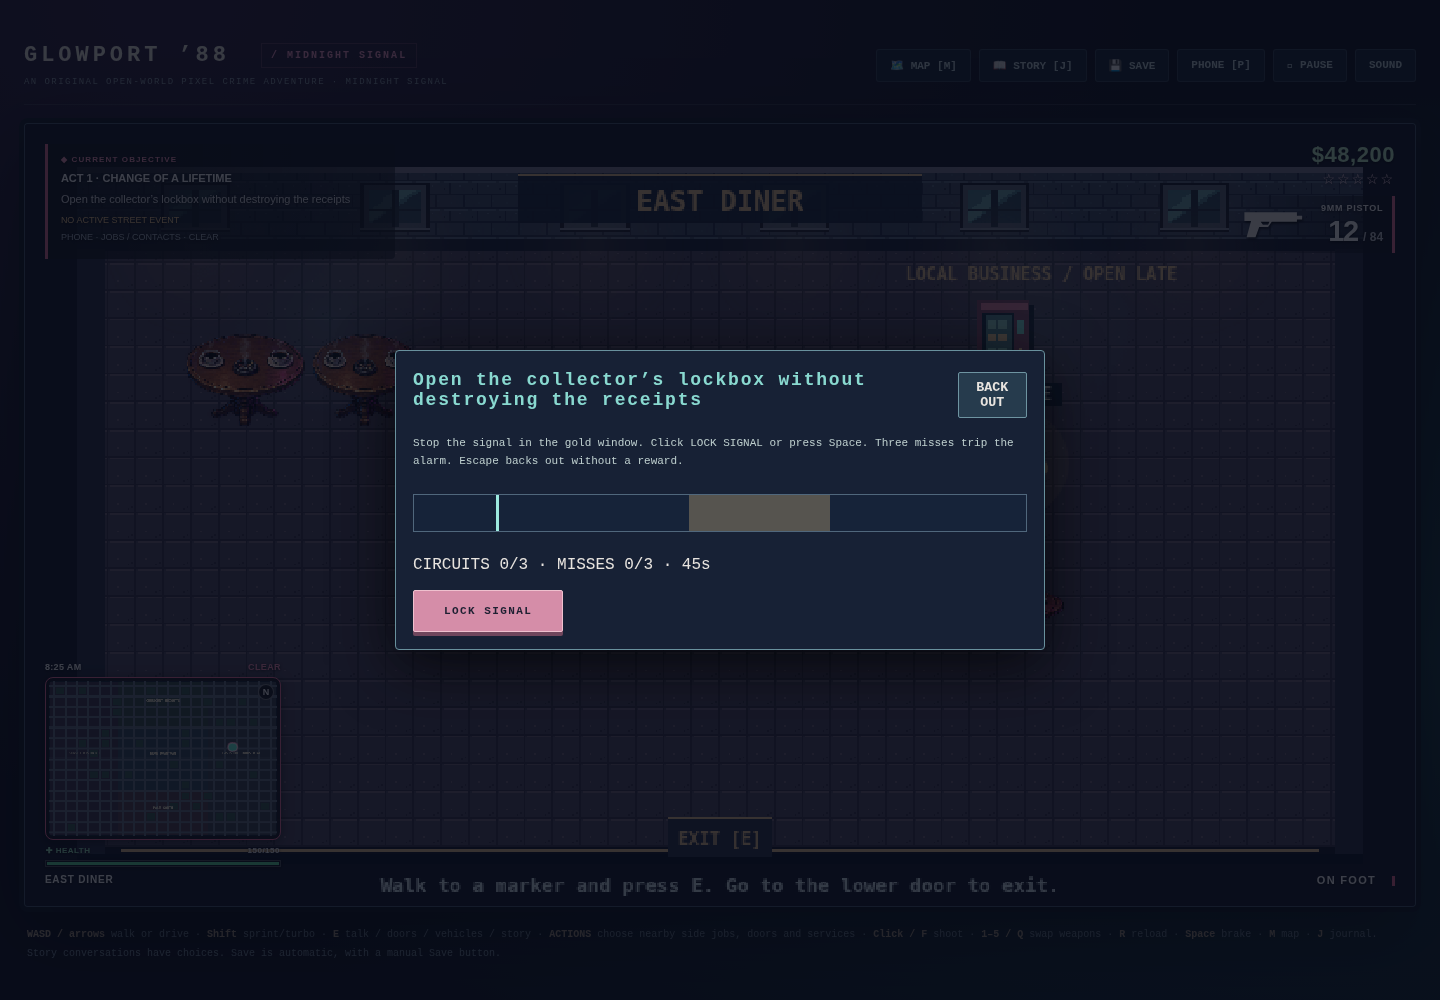 GLOWPORT ’88
/ MIDNIGHT SIGNAL
AN ORIGINAL OPEN-WORLD PIXEL CRIME ADVENTURE · MIDNIGHT SIGNAL
MAP [M]
STORY [J]
SAVE
PHONE [P]
PAUSE
SOUND
◆ CURRENT OBJECTIVE
ACT 1 · CHANGE OF A LIFETIME
Open the collector’s lockbox without destroying the receipts
NO ACTIVE STREET EVENT
PHONE · JOBS / CONTACTS · CLEAR
EAST DINER
$48,200
☆☆☆☆☆
9MM PISTOL
12 / 84
LOCAL BUSINESS / OPEN LATE
Open the collector’s lockbox without
destroying the receipts
BACK
OUT
Stop the signal in the gold window. Click LOCK SIGNAL or press Space. Three misses trip the
alarm. Escape backs out without a reward.
CIRCUITS 0/3 · MISSES 0/3 · 45s
LOCK SIGNAL
8:25 AM
CLEAR
N
✚ HEALTH
EAST DINER
EXIT [E]
Walk to a marker and press E. Go to the lower door to exit.
ON FOOT
WASD / arrows walk or drive · Shift sprint/turbo · E talk / doors / vehicles / story · ACTIONS choose nearby side jobs, doors and services · Click / F shoot · 1–5 / Q swap weapons · R reload · Space brake · M map · J journal.
Story conversations have choices. Save is automatic, with a manual Save button.